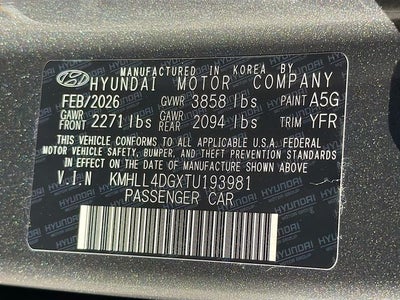 MANUFACTURED IN KOREA BY
HYUNDAI MOTOR COMPANY
FEB/2026 GVWR 3858 lbs PAINT A5G
GAWR FRONT 2271 lbs GAWR REAR 2094 lbs TRIM YFR
THIS VEHICLE CONFORMS TO ALL APPLICABLE U.S.A FEDERAL
MOTOR VEHICLE SAFETY, BUMPER, AND THEFT PREVENTION
STANDARDS IN EFFECT ON THE DATE OF MANUFACTURE SHOWN ABOVE.
V.I.N KMHLL4DGXTU193981
PASSENGER CAR